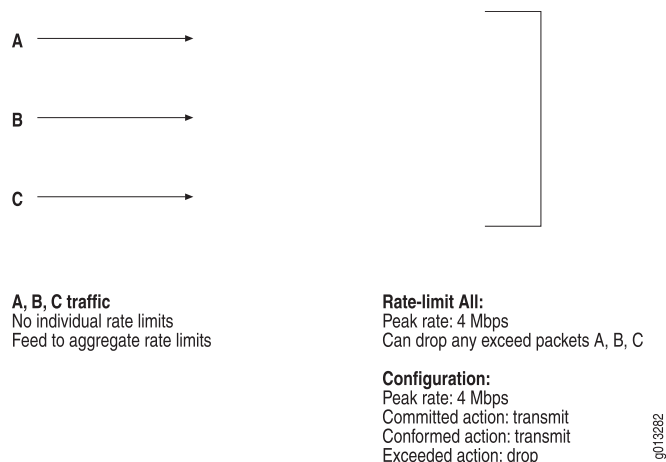 A
B
C
A, B, C traffic
No individual rate limits
Feed to aggregate rate limits
Rate-limit All:
Peak rate: 4 Mbps
Can drop any exceed packets A, B, C
Configuration:
Peak rate: 4 Mbps
Committed action: transmit
Conformed action: transmit
Exceeded action: drop
g013282